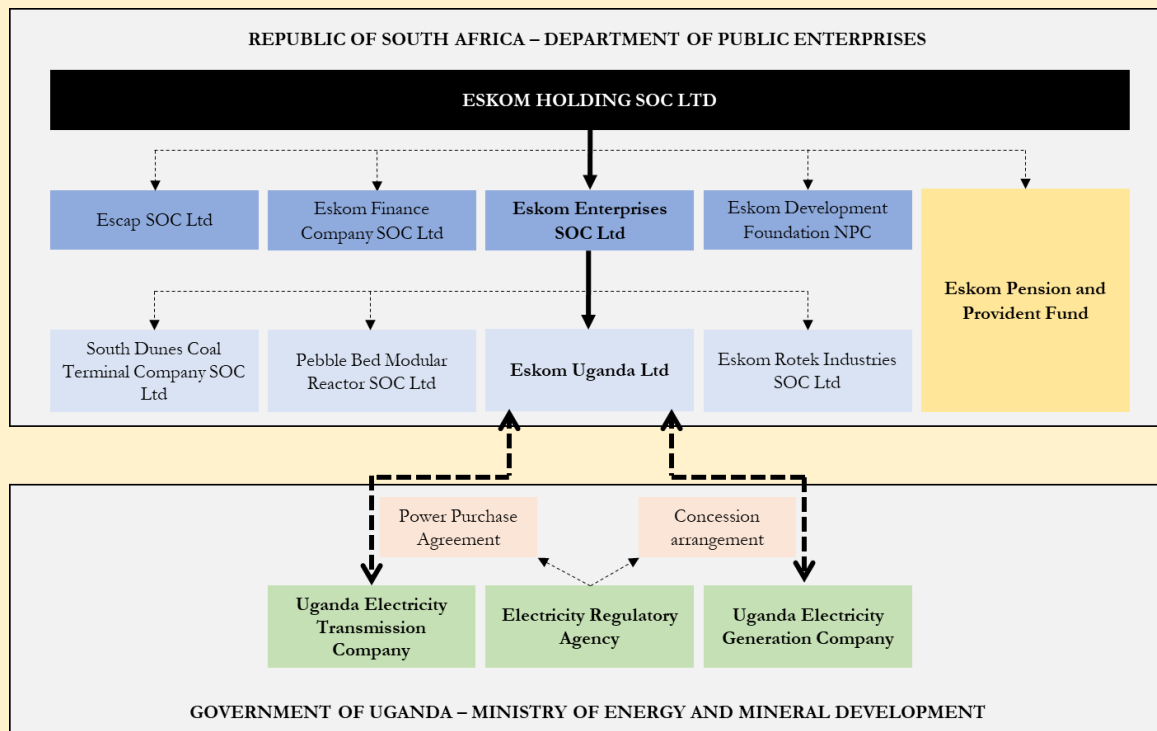 REPUBLIC OF SOUTH AFRICA – DEPARTMENT OF PUBLIC ENTERPRISES
ESKOM HOLDING SOC LTD
Escap SOC Ltd
Eskom Finance
Company SOC Ltd
Eskom Enterprises
SOC Ltd
Eskom Development
Foundation NPC
Eskom Pension and
Provident Fund
South Dunes Coal
Terminal Company SOC
Ltd
Pebble Bed Modular
Reactor SOC Ltd
Eskom Uganda Ltd
Eskom Rotek Industries
SOC Ltd
Power Purchase
Agreement
Concession
arrangement
Uganda Electricity
Transmission
Company
Electricity Regulatory
Agency
Uganda Electricity
Generation Company
GOVERNMENT OF UGANDA – MINISTRY OF ENERGY AND MINERAL DEVELOPMENT